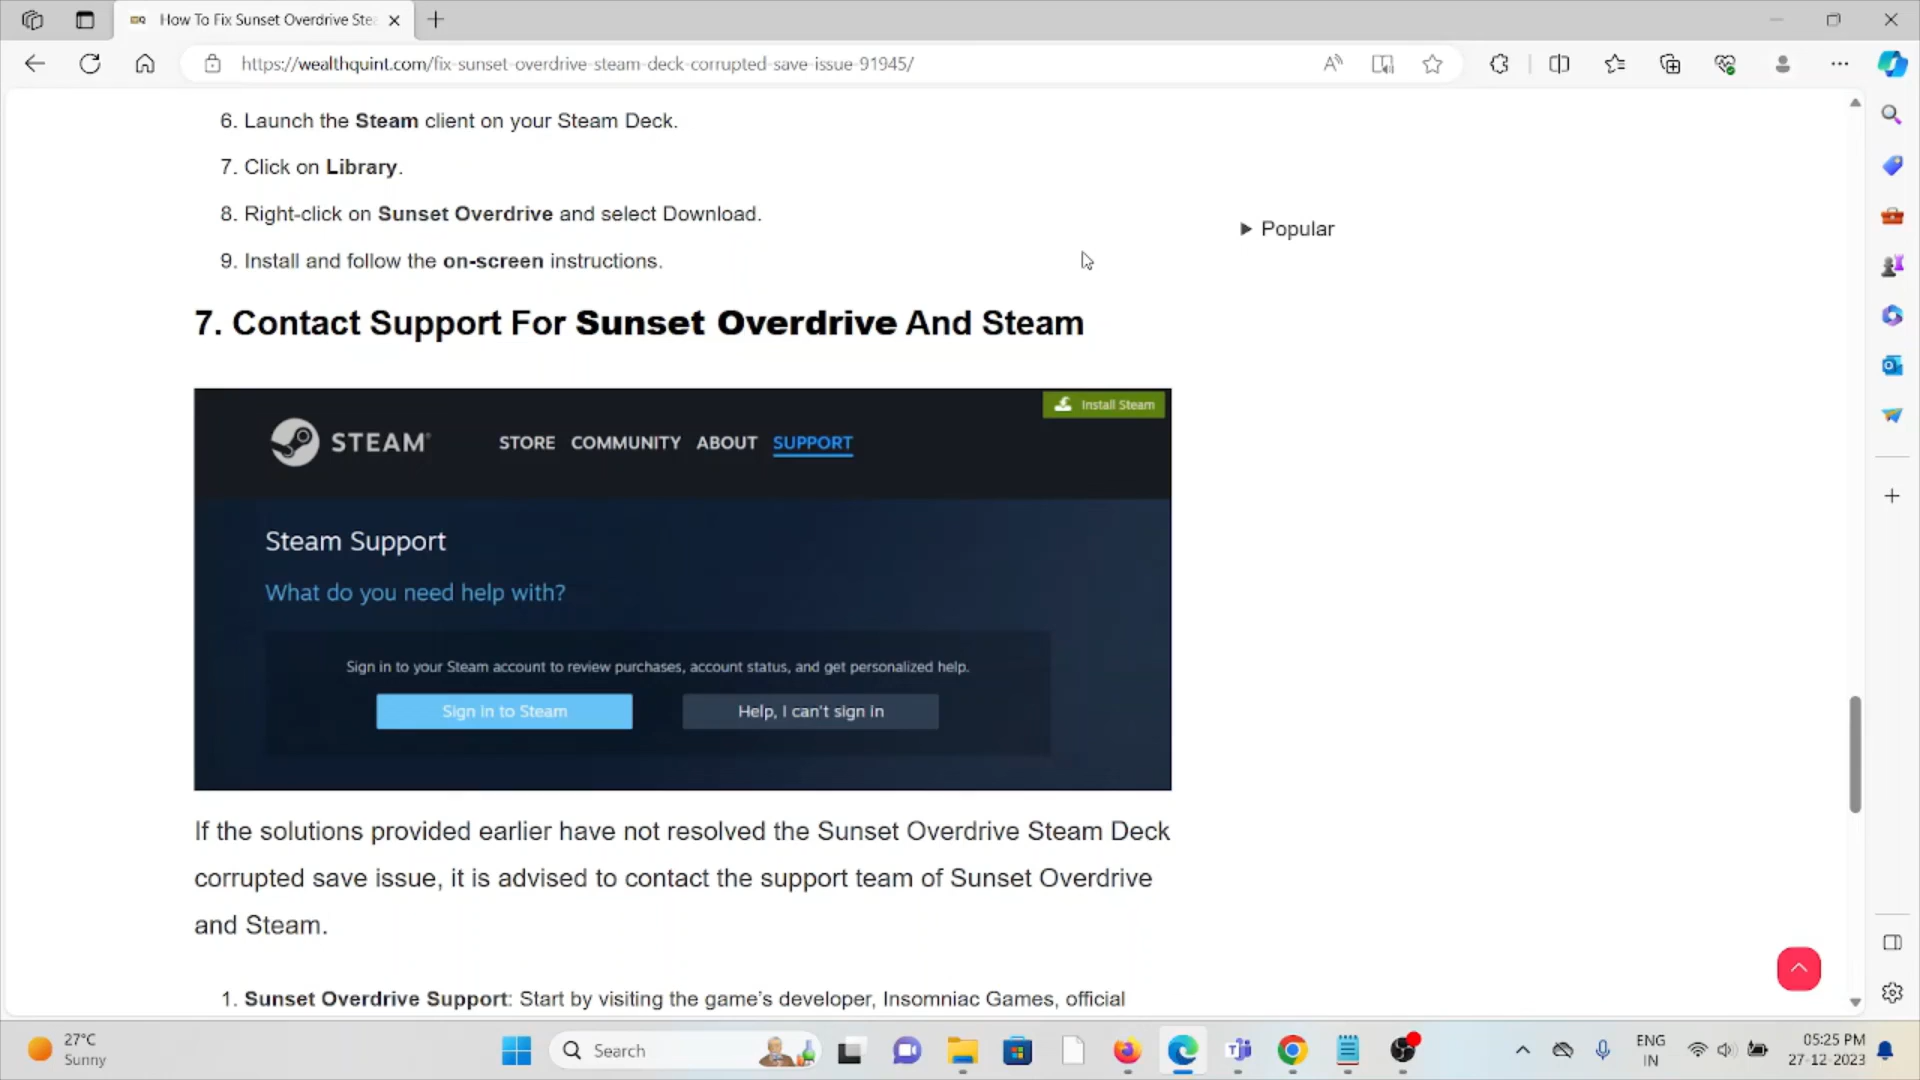 How To Fix Sunset Overdrive Ste
https://wealthquint.com/fix-sunset-overdrive-steam-deck-corrupted-save-issue-91945/
6. Launch the Steam client on your Steam Deck.
7. Click on Library.
8. Right-click on Sunset Overdrive and select Download.
9. Install and follow the on-screen instructions.
Popular
7. Contact Support For Sunset Overdrive And Steam
Install Steam
STEAM®
STORE COMMUNITY ABOUT SUPPORT
Steam Support
What do you need help with?
Sign in to your Steam account to review purchases, account status, and get personalized help.
Sign in to Steam
Help, I can't sign in
If the solutions provided earlier have not resolved the Sunset Overdrive Steam Deck
corrupted save issue, it is advised to contact the support team of Sunset Overdrive
and Steam.
1. Sunset Overdrive Support: Start by visiting the game’s developer, Insomniac Games, official
27°C
Sunny
Search
ENG
IN
05:25 PM
27-12-2023